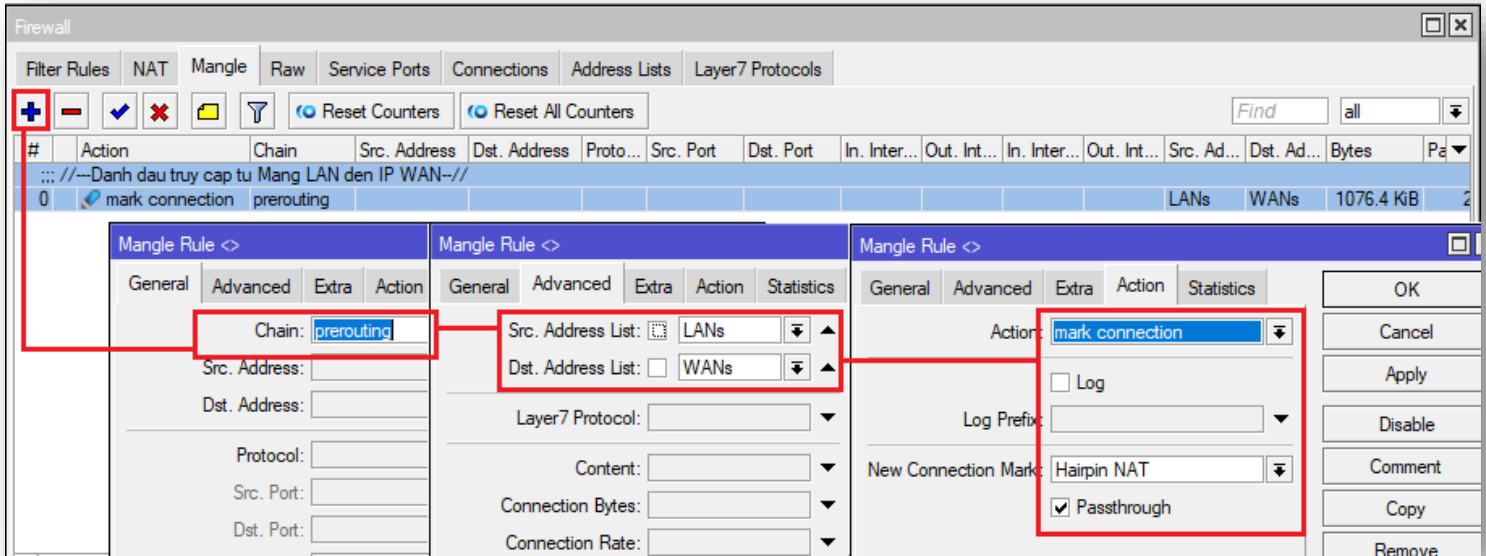 Firewall
Filter Rules NAT Mangle Raw Service Ports Connections Address Lists Layer7 Protocols
Reset Counters Reset All Counters Find all
# Action Chain Src. Address Dst. Address Proto... Src. Port Dst. Port In. Inter... Out. Int... In. Inter... Out. Int... Src. Ad... Dst. Ad... Bytes Pa
;;; //---Danh dau truy cap tu Mang LAN den IP WAN--//
0 mark connection prerouting LANs WANs 1076.4 KiB 2
Mangle Rule <>
General Advanced Extra Action
Chain: prerouting
Src. Address:
Dst. Address:
Protocol:
Src. Port:
Dst. Port:
Mangle Rule <>
General Advanced Extra Action Statistics
Src. Address List: LANs
Dst. Address List: WANs
Layer7 Protocol:
Content:
Connection Bytes:
Connection Rate:
Mangle Rule <>
General Advanced Extra Action Statistics
Action: mark connection
Log
Log Prefix:
New Connection Mark: Hairpin NAT
Passthrough
OK
Cancel
Apply
Disable
Comment
Copy
Remove